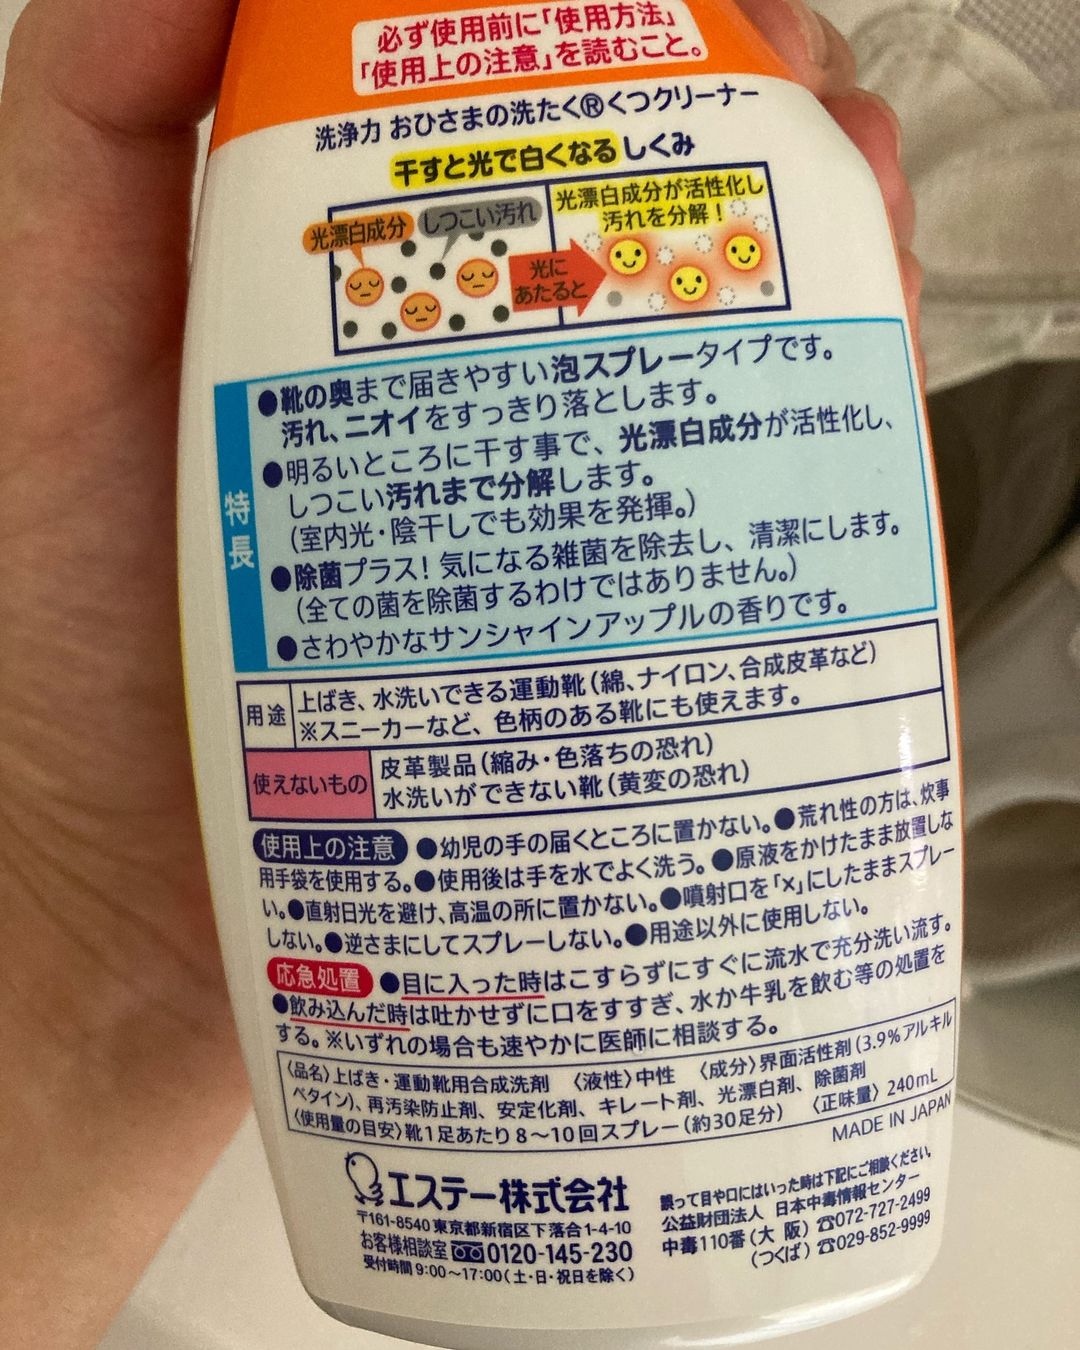 必ず使用前に「使用方法」
「使用上の注意」を読むこと。
洗浄力 おひさまの洗たく®くつクリーナー
干すと光で白くなるしくみ
光漂白成分
しつこい汚れ
光に
あたると
光漂白成分が活性化し
汚れを分解！
特長
●靴の奥まで届きやすい泡スプレータイプです。
汚れ、ニオイをすっきり落とします。
●明るいところに干す事で、光漂白成分が活性化し、
しつこい汚れまで分解します。
(室内光・陰干しでも効果を発揮。)
●除菌プラス！気になる雑菌を除去し、清潔にします。
(全ての菌を除菌するわけではありません。)
●さわやかなサンシャインアップルの香りです。
用途
上ばき、水洗いできる運動靴(綿、ナイロン、合成皮革など)
※スニーカーなど、色柄のある靴にも使えます。
使えないもの
皮革製品(縮み・色落ちの恐れ)
水洗いができない靴(黄変の恐れ)
使用上の注意 ●幼児の手の届くところに置かない。●荒れ性の方は、炊事
用手袋を使用する。●使用後は手を水でよく洗う。●原液をかけたまま放置しな
い。●直射日光を避け、高温の所に置かない。●噴射口を「×」にしたままスプレー
しない。●逆さまにしてスプレーしない。●用途以外に使用しない。
応急処置 ●目に入った時はこすらずにすぐに流水で充分洗い流す。
●飲み込んだ時は吐かせずに口をすすぎ、水か牛乳を飲む等の処置を
する。※いずれの場合も速やかに医師に相談する。
〈品名〉上ばき・運動靴用合成洗剤 〈液性〉中性 〈成分〉界面活性剤(3.9%アルキル
ベタイン)、再汚染防止剤、安定化剤、キレート剤、光漂白剤、除菌剤
〈使用量の目安〉靴1足あたり8～10回スプレー(約30足分) 〈正味量〉240mL
MADE IN JAPAN
エステー株式会社
〒161-8540 東京都新宿区下落合1-4-10
お客様相談室 0120-145-230
受付時間 9:00～17:00(土・日・祝日を除く)
誤って目や口にはいった時は下記にご相談ください。
公益財団法人 日本中毒情報センター
中毒110番(大 阪)☎072-727-2499
(つくば)☎029-852-9999